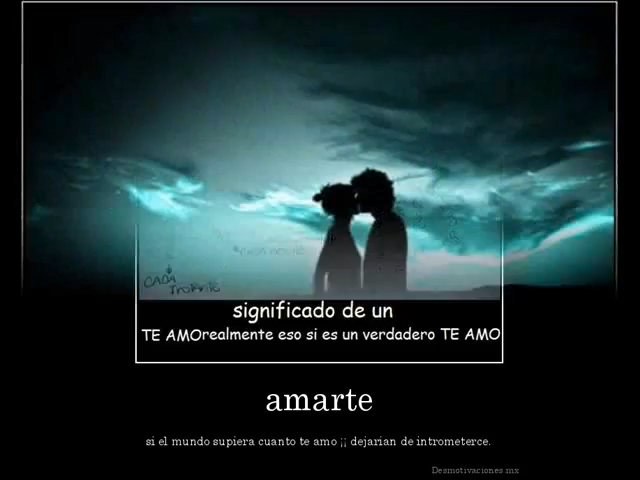 CADA
significado de un
TE AMOrealmente eso si es un verdadero TE AMO
amarte
si el mundo supiera cuanto te amo ¡¡ dejarian de intrometerce.
Desmotivaciones mx